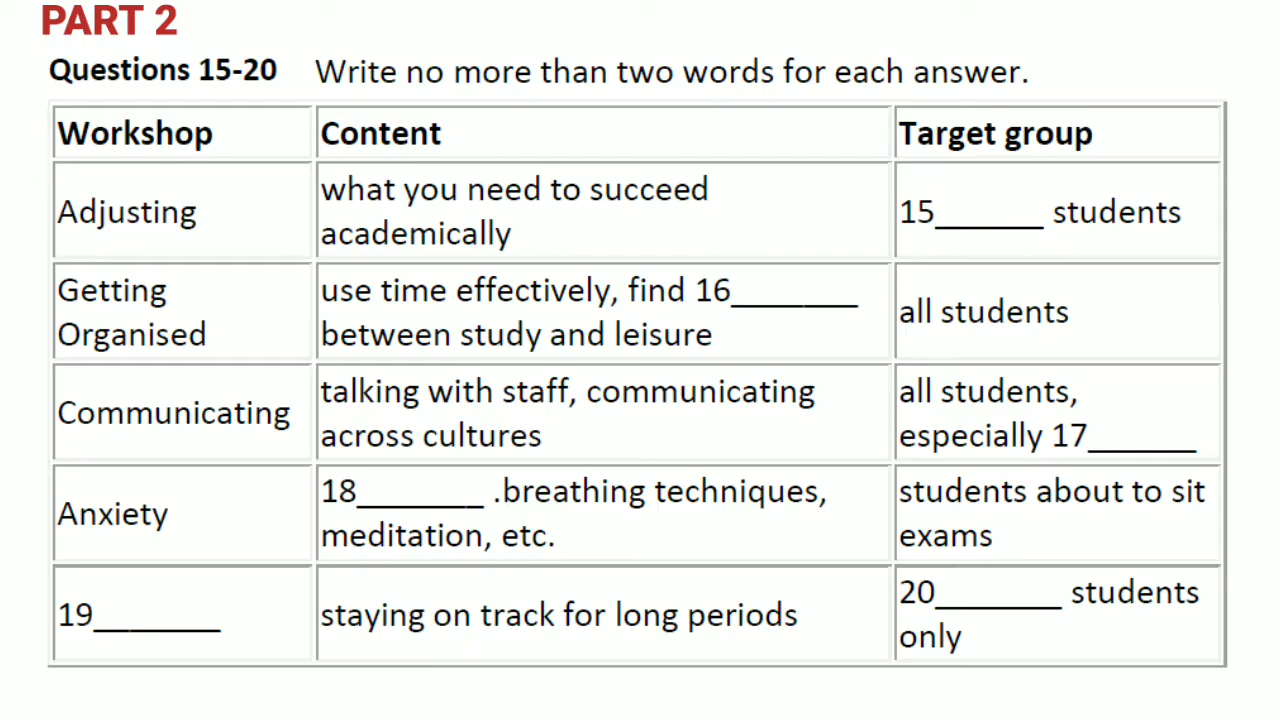 PART 2
Questions 15-20 Write no more than two words for each answer.
Workshop Content Target group
Adjusting
what you need to succeed
academically
15______ students
Getting
Organised
use time effectively, find 16_______
between study and leisure
all students
Communicating
talking with staff, communicating
across cultures
all students,
especially 17______
Anxiety
18_______ .breathing techniques,
meditation, etc.
students about to sit
exams
19_______
staying on track for long periods
20_______ students
only